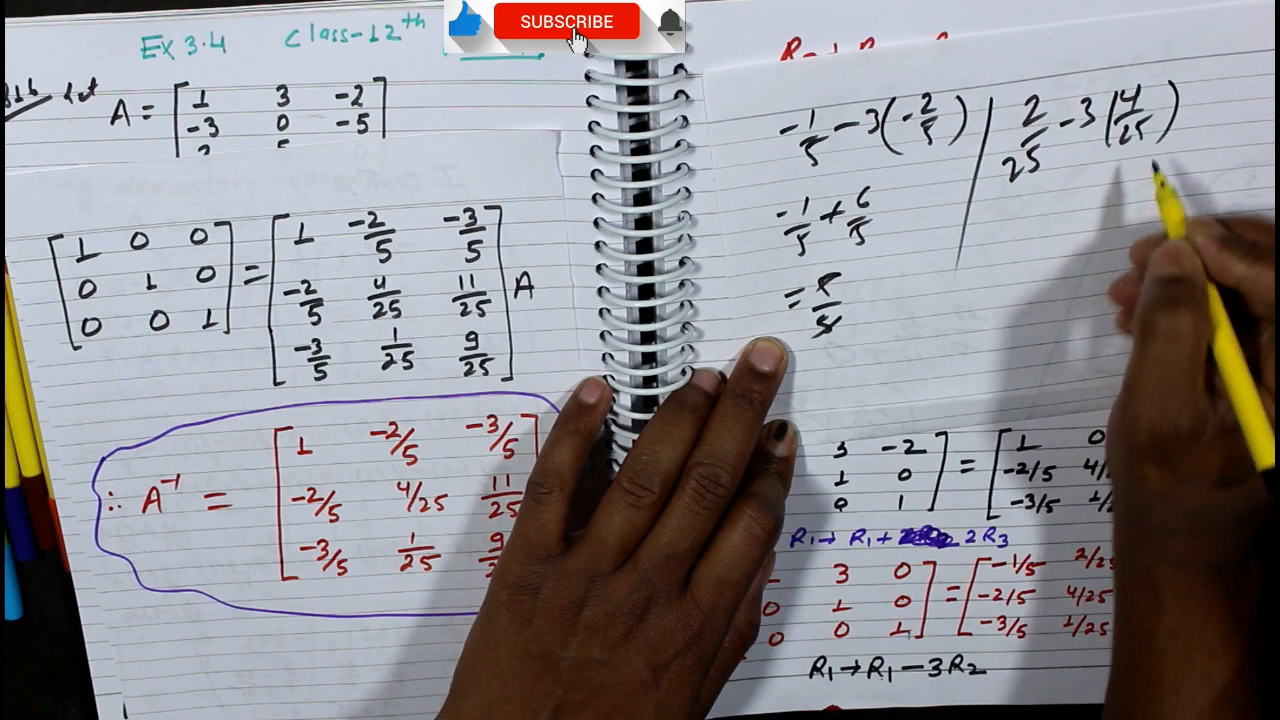 SUBSCRIBE
Ex 3.4 Class-12th
A = [ 1 3 -2
-3 0 -5 ]
[ 1 0 0
0 1 0
0 0 1 ] = [ 1 -2/5 -3/5
-2/5 4/25 11/25
-3/5 1/25 9/25 ] A
∴ A⁻¹ = [ 1 -2/5 -3/5
-2/5 4/25 11/25
-3/5 1/25 9
-1/5 - 3(-2/5) | 2/25 - 3(4/25)
-1/5 + 6/5
= 5/5
3 -2
1 0
0 1 ] = [ 1 0
-2/5 4/
-3/5 1/
R₁→ R₁ + 2R₃
3 0
0 1 0
0 0 1 ] = [ -1/5 2/25
-2/5 4/25
-3/5 1/25
R₁→R₁-3R₂